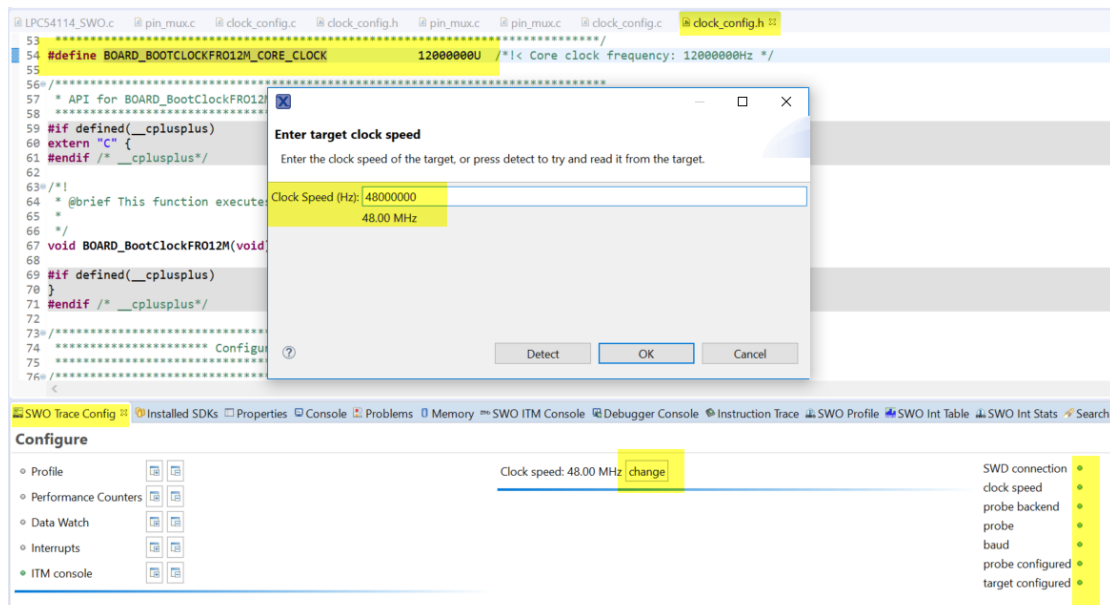 LPC54114_SWO.c pin_mux.c clock_config.c clock_config.h pin_mux.c pin_mux.c clock_config.c clock_config.h
53 ******************************************************************************/
54 #define BOARD_BOOTCLOCKFRO12M_CORE_CLOCK 12000000U /*!< Core clock frequency: 12000000Hz */
55
56 /*******************************************************************************
57 * API for BOARD_BootClockFRO12M
58 *******************************
59 #if defined(__cplusplus)
60 extern "C" {
61 #endif /* __cplusplus*/
62
63 /*!
64 * @brief This function executes
65 *
66 */
67 void BOARD_BootClockFRO12M(void)
68
69 #if defined(__cplusplus)
70 }
71 #endif /* __cplusplus*/
72
73 /*******************************
74 ********************** Configur
75 *******************************
76 /*******************************
Enter target clock speed
Enter the clock speed of the target, or press detect to try and read it from the target.
Clock Speed (Hz): 48000000
48.00 MHz
Detect OK Cancel
SWO Trace Config Installed SDKs Properties Console Problems Memory SWO ITM Console Debugger Console Instruction Trace SWO Profile SWO Int Table SWO Int Stats Search
Configure
Profile
Performance Counters
Data Watch
Interrupts
ITM console
Clock speed: 48.00 MHz change
SWD connection
clock speed
probe backend
probe
baud
probe configured
target configured